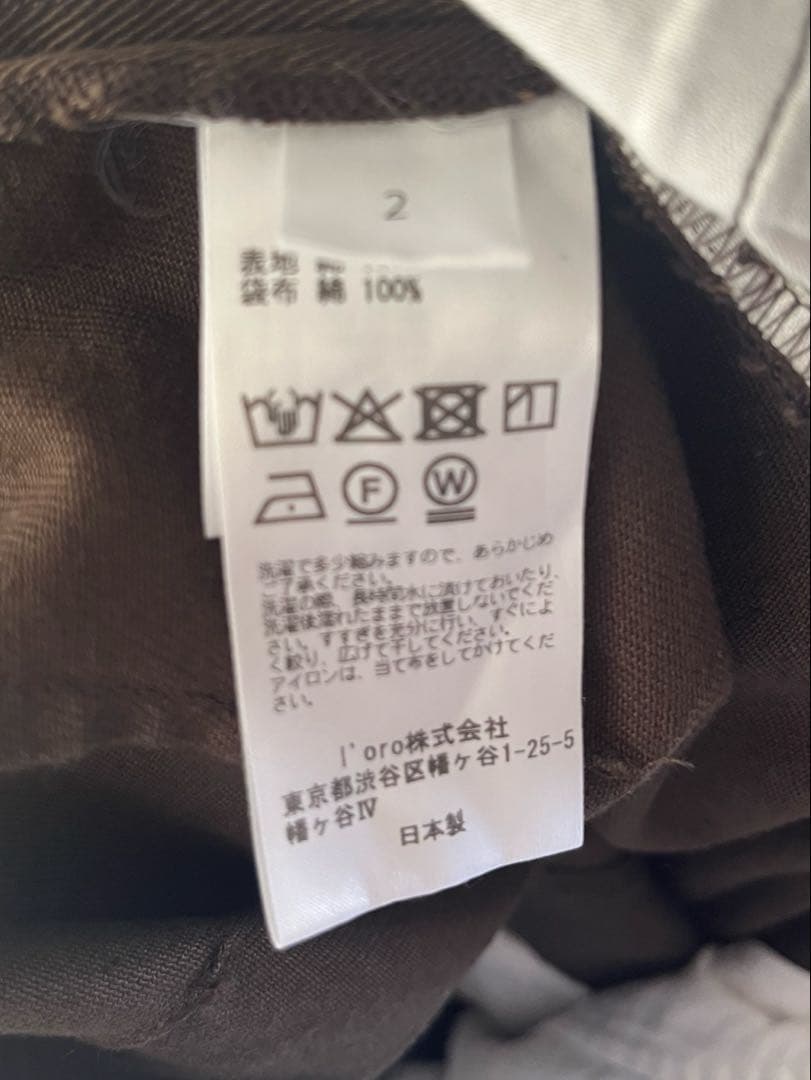 2
表地
袋布 綿 100%
F W
洗濯で多少縮みますので、あらかじめ
ご了承ください。
洗濯の際、長時間水に漬けておいたり、
洗濯後濡れたままで放置しないでくだ
さい。すすぎを充分に行い、すぐによ
く絞り、広げて干してください。
アイロンは、当て布をしてかけてくだ
さい。
l'oro株式会社
東京都渋谷区幡ケ谷1-25-5
幡ケ谷Ⅳ
日本製